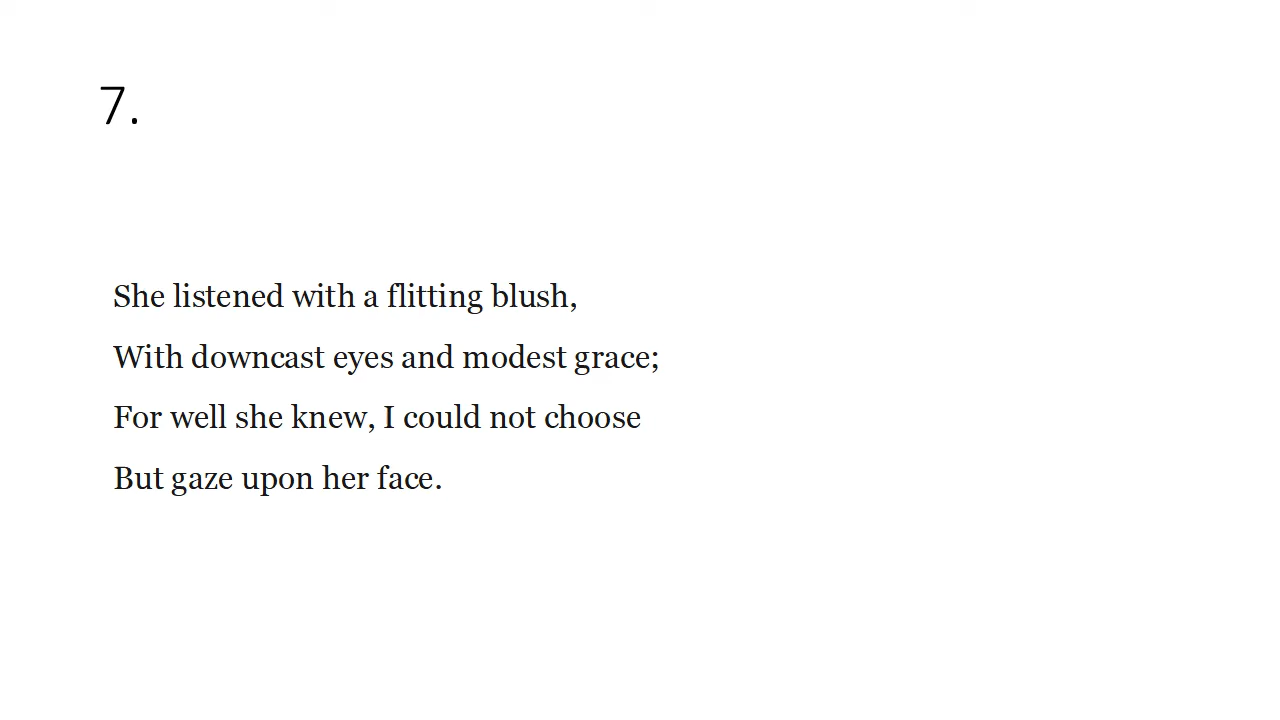 7.
She listened with a flitting blush,
With downcast eyes and modest grace;
For well she knew, I could not choose
But gaze upon her face.